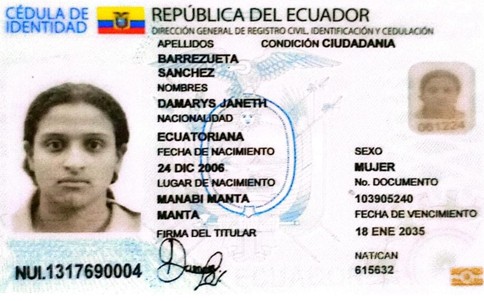 CÉDULA DE
IDENTIDAD
REPÚBLICA DEL ECUADOR
DIRECCIÓN GENERAL DE REGISTRO CIVIL, IDENTIFICACIÓN Y CEDULACIÓN
APELLIDOS
CONDICIÓN CIUDADANIA
BARREZUETA
SANCHEZ
NOMBRES
DAMARYS JANETH
NACIONALIDAD
ECUATORIANA
FECHA DE NACIMIENTO
24 DIC 2006
LUGAR DE NACIMIENTO
MANABI MANTA
MANTA
FIRMA DEL TITULAR
061224
SEXO
MUJER
No. DOCUMENTO
103905240
FECHA DE VENCIMIENTO
18 ENE 2035
NAT/CAN
615632
NUI.1317690004